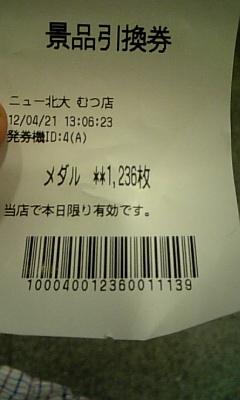 景品引換券
ニュー北大 むつ店
12/04/21 13:06:23
発券機ID:4(A)
メダル **1,236枚
当店で本日限り有効です。
10004001236001​1139